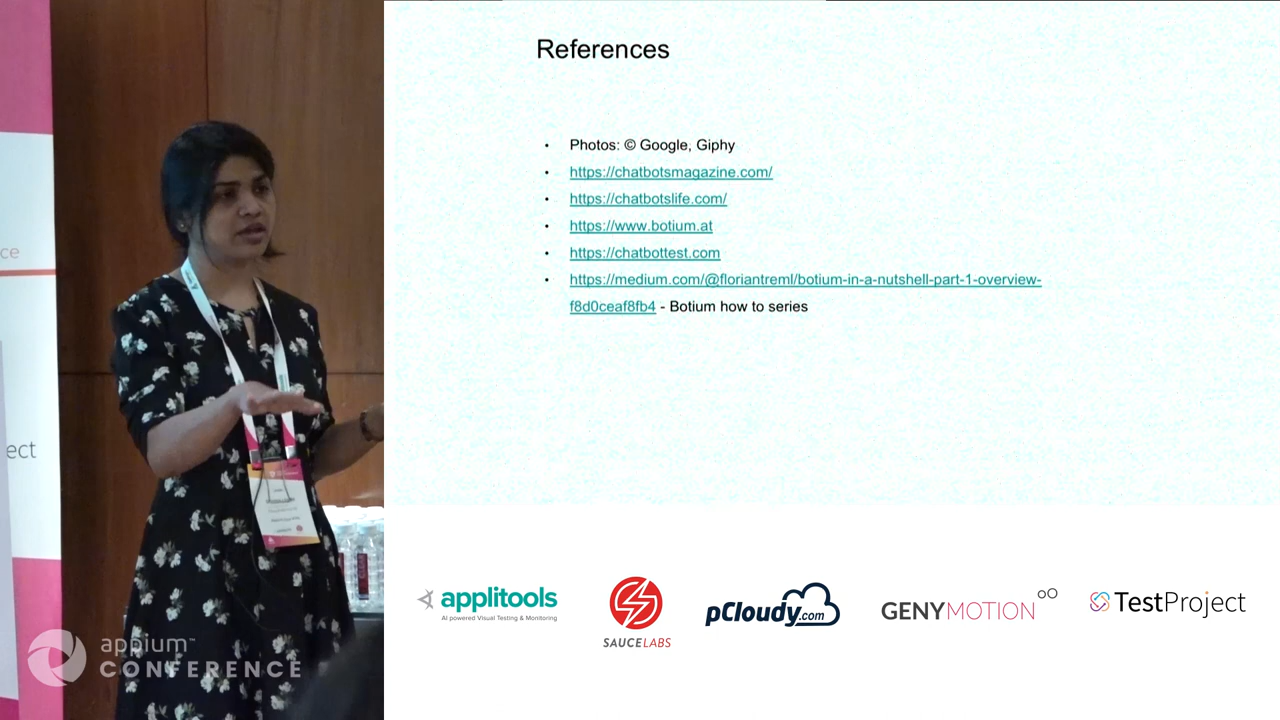 ce
ect
appium™
CONFERENCE
References
• Photos: © Google, Giphy
• https://chatbotsmagazine.com/
• https://chatbotslife.com/
• https://www.botium.at
• https://chatbottest.com
• https://medium.com/@floriantreml/botium-in-a-nutshell-part-1-overview-
f8d0ceaf8fb4 - Botium how to series
applitools
AI powered Visual Testing & Monitoring
SAUCELABS
pCloudy.com
GENYMOTION
TestProject